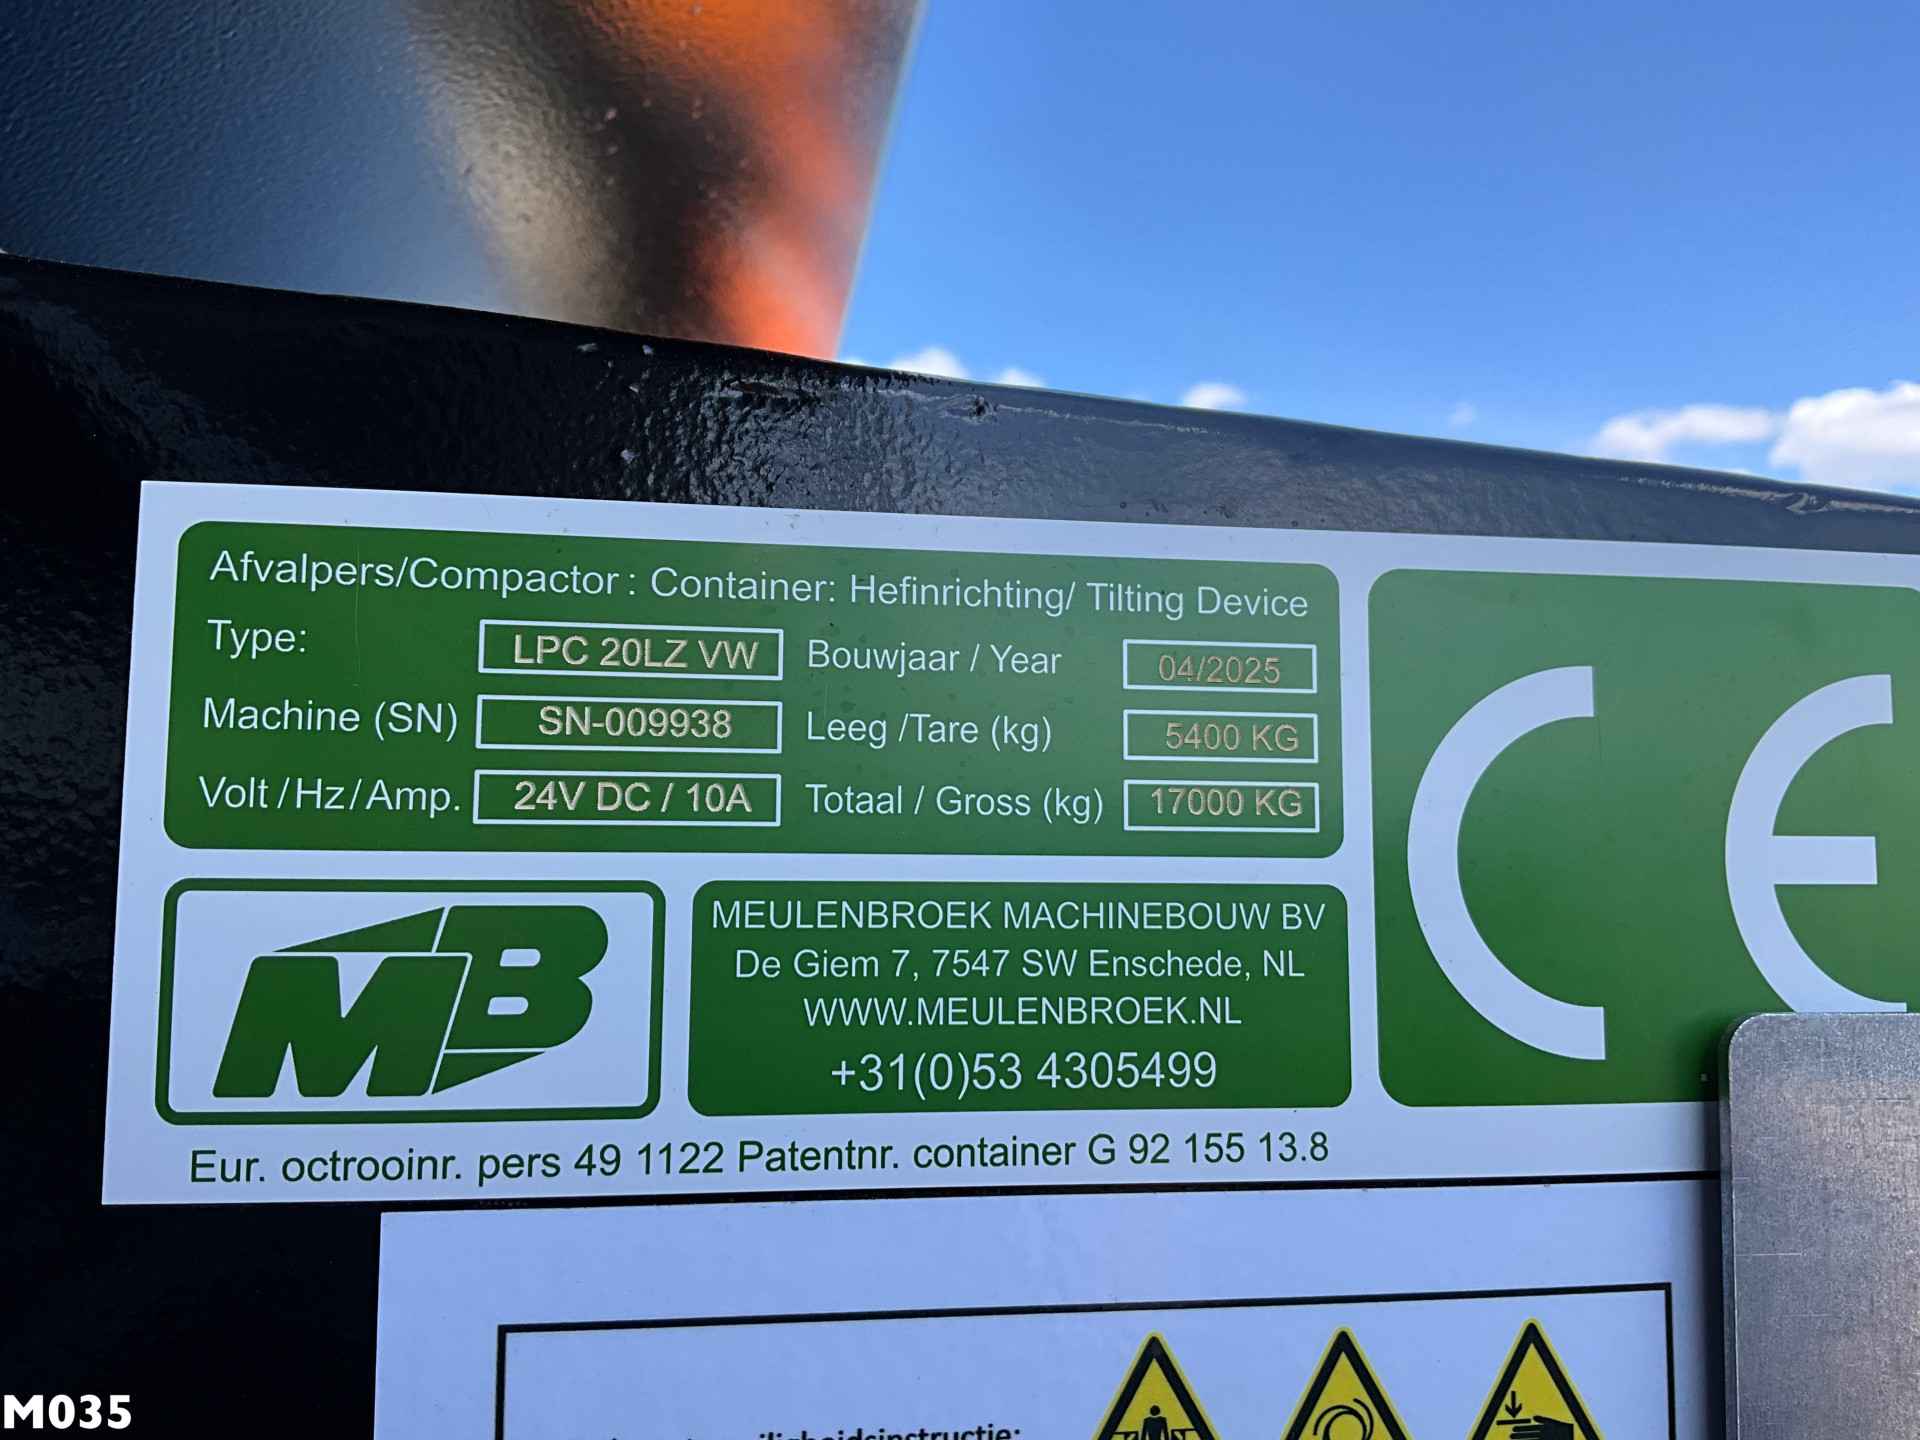 Afvalpers/Compactor : Container: Hefinrichting/ Tilting Device
Type: LPC 20LZ VW Bouwjaar / Year 04/2025
Machine (SN) SN-009938 Leeg /Tare (kg) 5400 KG
Volt/Hz/Amp. 24V DC / 10A Totaal / Gross (kg) 17000 KG
CE
MB
MEULENBROEK MACHINEBOUW BV
De Giem 7, 7547 SW Enschede, NL
WWW.MEULENBROEK.NL
+31(0)53 4305499
Eur. octrooinr. pers 49 1122 Patentnr. container G 92 155 13.8
M035